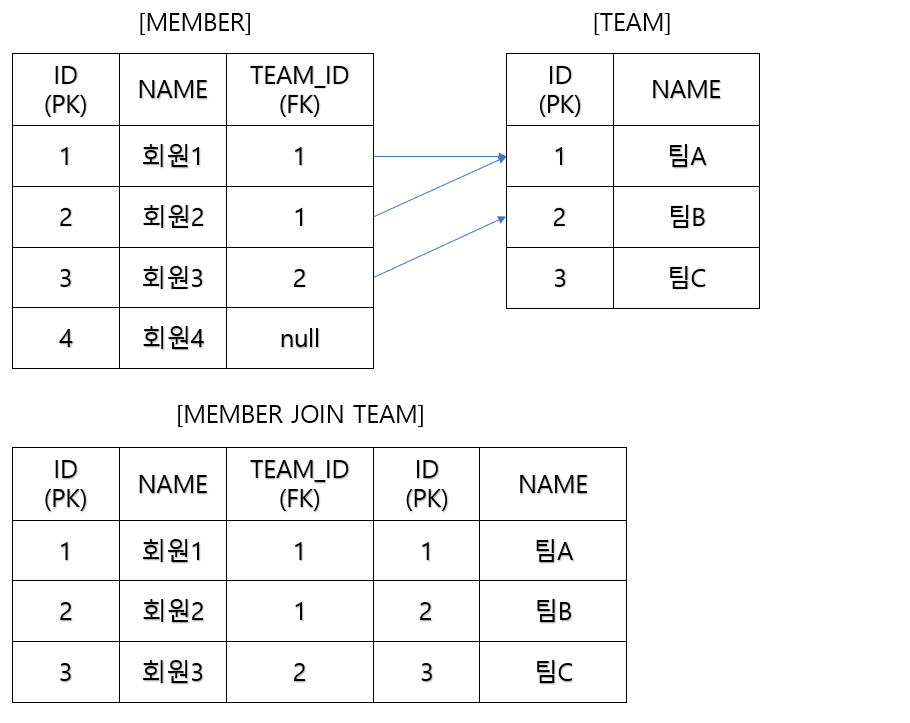 [MEMBER]
ID
(PK)
NAME
TEAM_ID
(FK)
1
회원1
1
2
회원2
1
3
회원3
2
4
회원4
null
[TEAM]
ID
(PK)
NAME
1
팀A
2
팀B
3
팀C
[MEMBER JOIN TEAM]
ID
(PK)
NAME
TEAM_ID
(FK)
ID
(PK)
NAME
1
회원1
1
1
팀A
2
회원2
1
2
팀B
3
회원3
2
3
팀C